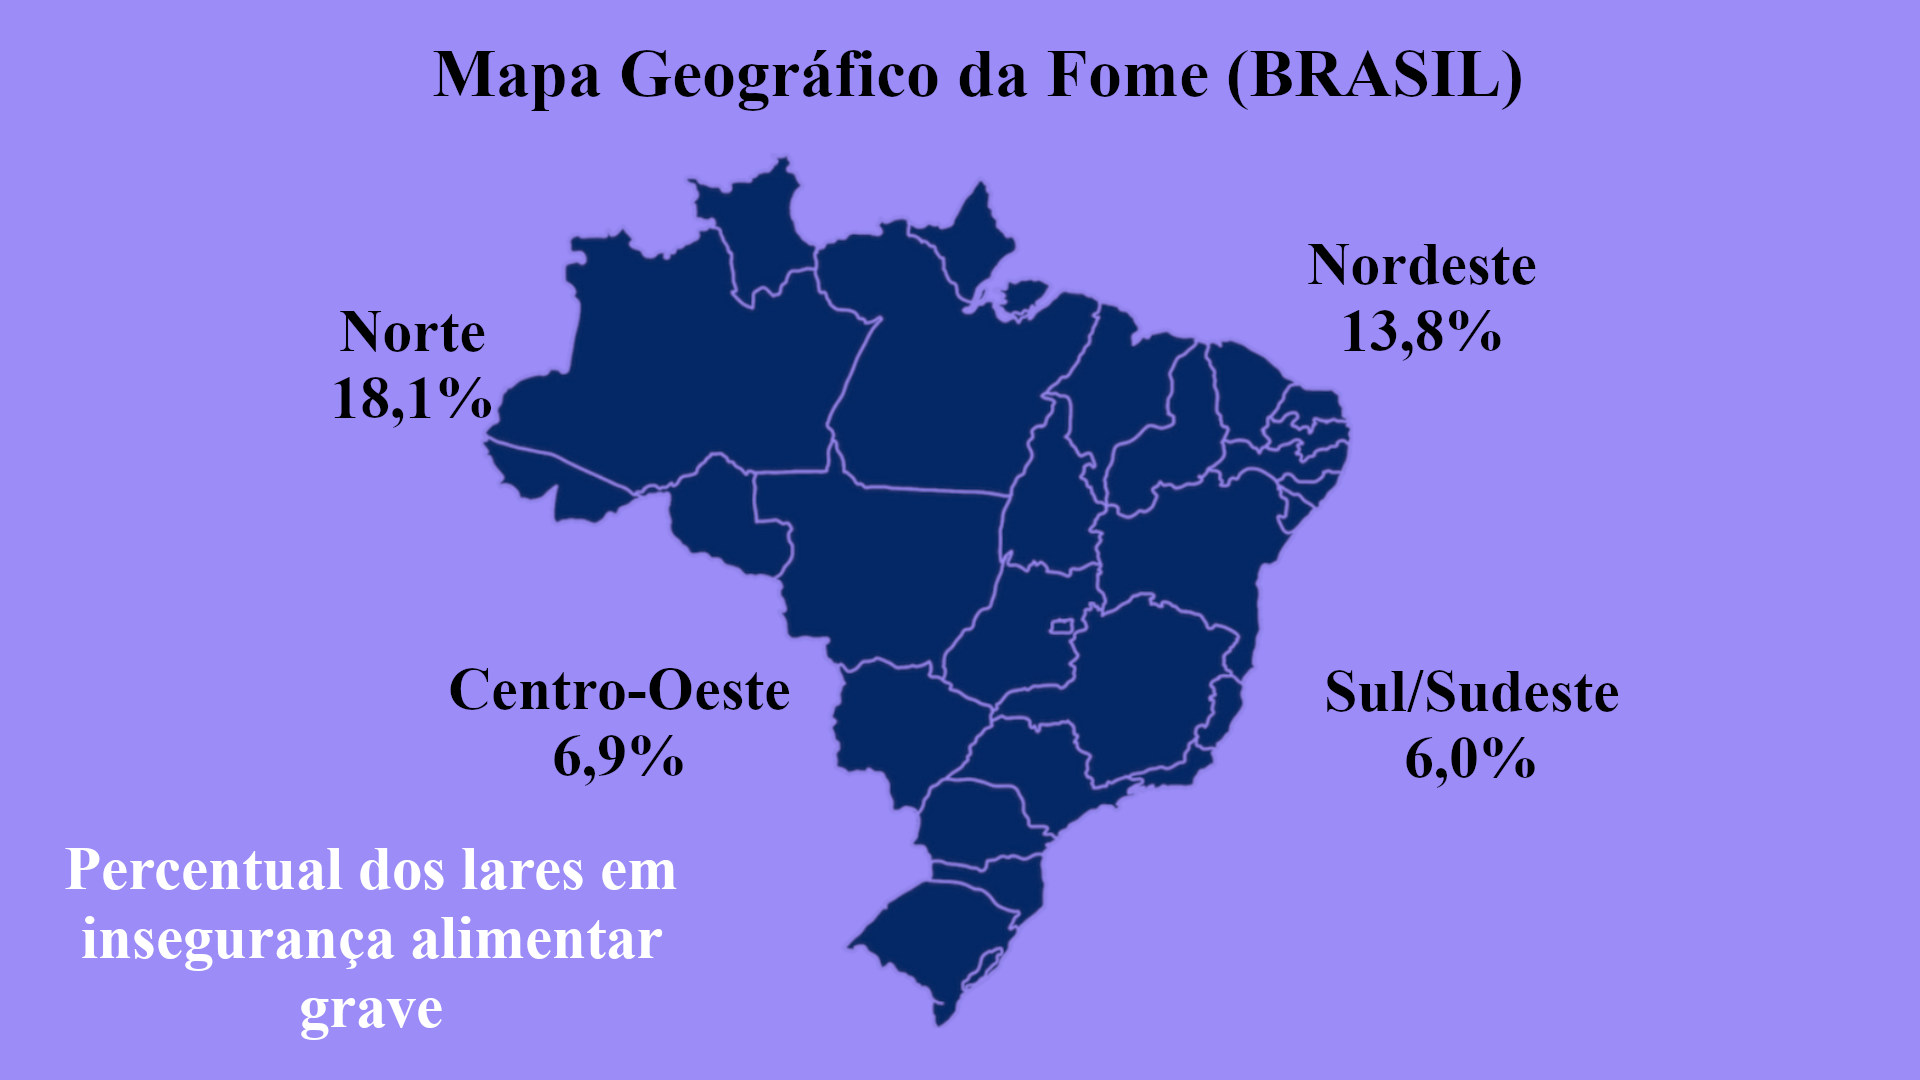 Mapa Geográfico da Fome (BRASIL)
Nordeste
13,8%
Norte
18,1%
Centro-Oeste
6,9%
Sul/Sudeste
6,0%
Percentual dos lares em
insegurança alimentar
grave